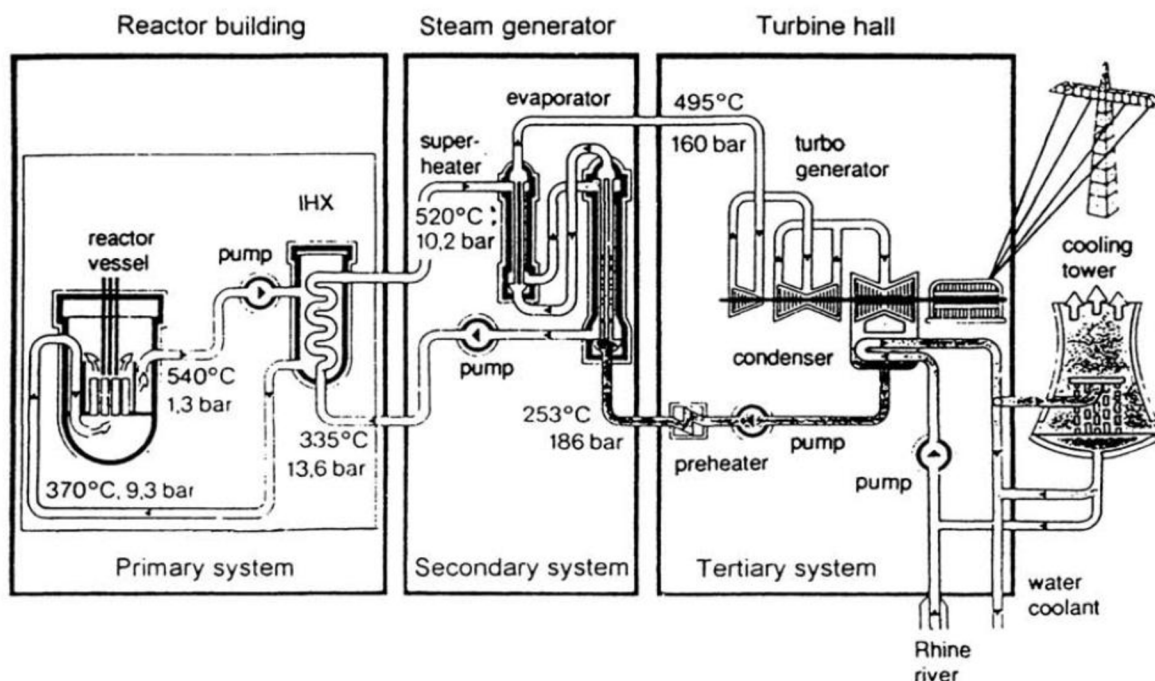 Reactor building
Steam generator
Turbine hall
evaporator
super-
heater
495°C
160 bar
turbo
generator
IHX
520°C
10,2 bar
reactor
vessel
pump
cooling
tower
540°C
1,3 bar
pump
condenser
335°C
13,6 bar
253°C
186 bar
preheater
pump
pump
370°C, 9,3 bar
Primary system
Secondary system
Tertiary system
water
coolant
Rhine
river